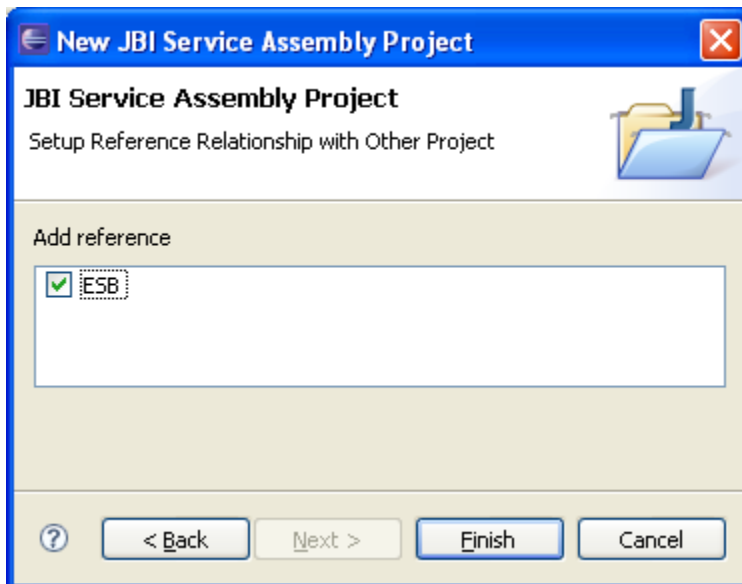 New JBI Service Assembly Project
JBI Service Assembly Project
Setup Reference Relationship with Other Project
Add reference
ESB
? < Back Next > Finish Cancel